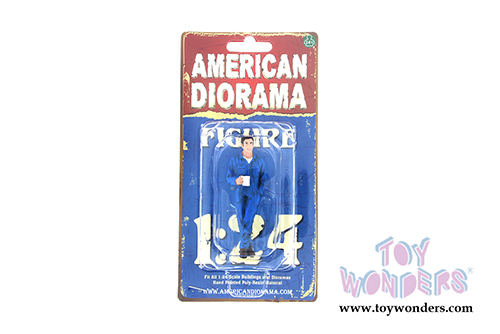 AMERICAN
DIORAMA
FIGURE
1:24
Fit All 1:24 Scale Buildings and Dioramas
Hand Painted Poly-Resin Material
WWW.AMERICANDIORAMA.COM
TOY
WONDERS
www.toywonders.com